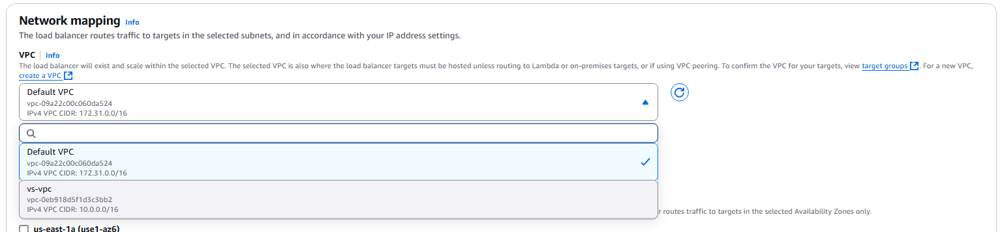 Network mapping Info
The load balancer routes traffic to targets in the selected subnets, and in accordance with your IP address settings.
VPC Info
The load balancer will exist and scale within the selected VPC. The selected VPC is also where the load balancer targets must be hosted unless routing to Lambda or on-premises targets, or if using VPC peering. To confirm the VPC for your targets, view target groups. For a new VPC,
create a VPC.
Default VPC
vpc-09a22c00c060da524
IPv4 VPC CIDR: 172.31.0.0/16
Default VPC
vpc-09a22c00c060da524
IPv4 VPC CIDR: 172.31.0.0/16
vs-vpc
vpc-0eb918d5f1d3c3bb2
IPv4 VPC CIDR: 10.0.0.0/16
r routes traffic to targets in the selected Availability Zones only.
us-east-1a (use1-az6)